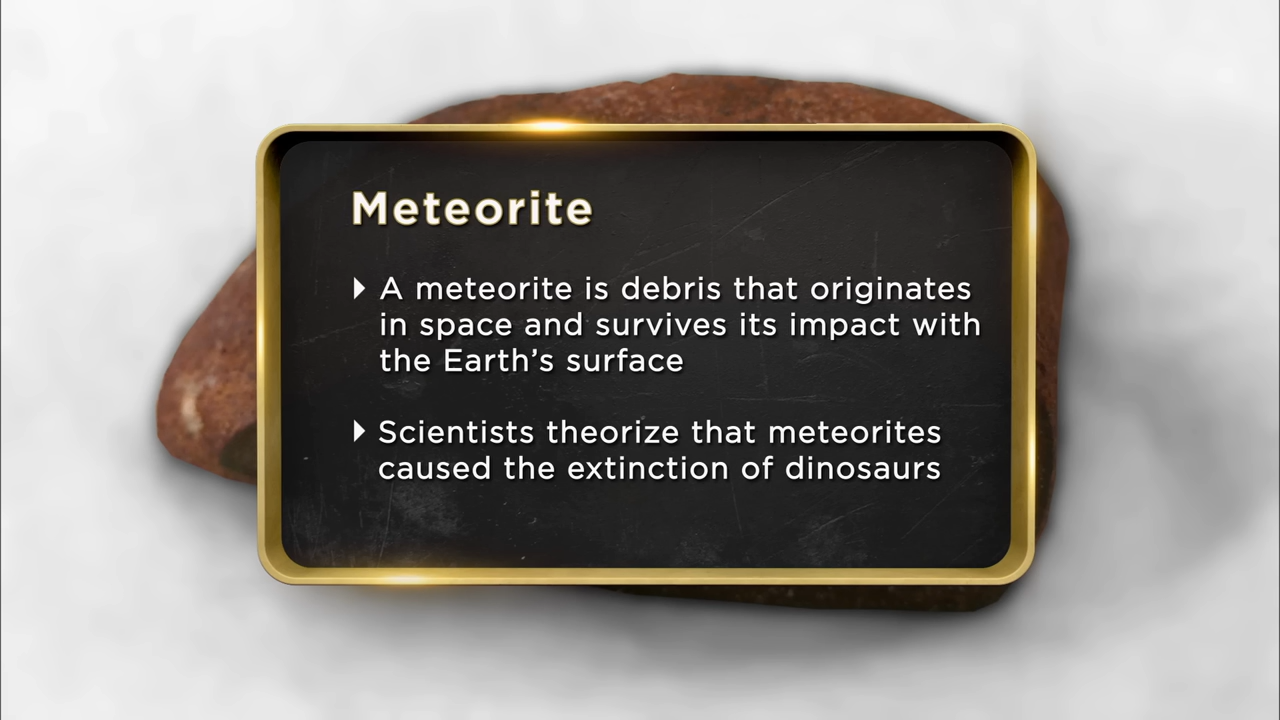 Meteorite
A meteorite is debris that originates
in space and survives its impact with
the Earth’s surface
Scientists theorize that meteorites
caused the extinction of dinosaurs